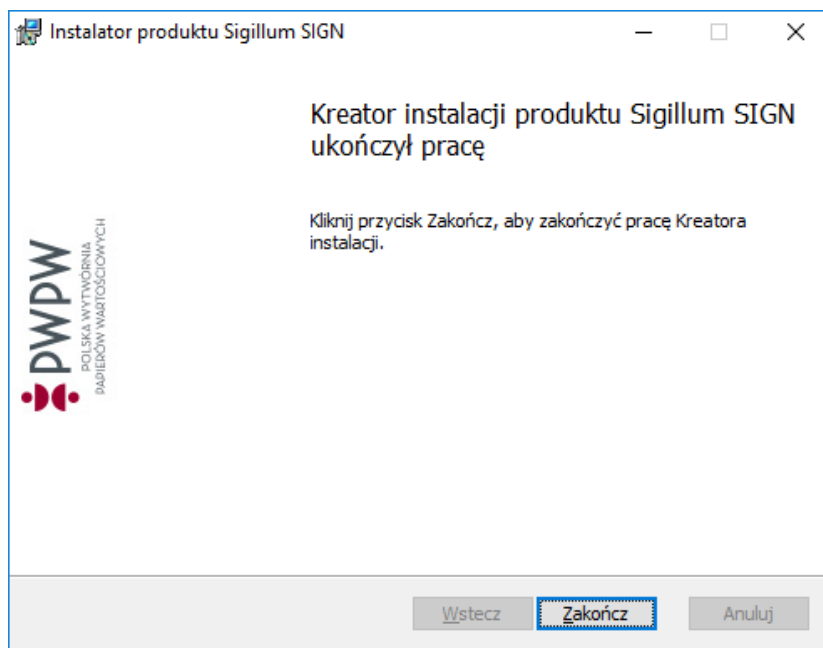 Instalator produktu Sigillum SIGN
Kreator instalacji produktu Sigillum SIGN
ukończył pracę
Kliknij przycisk Zakończ, aby zakończyć pracę Kreatora
instalacji.
PWPW
POLSKA WYTWÓRNIA
PAPIERÓW WARTOŚCIOWYCH
Wstecz
Zakończ
Anuluj